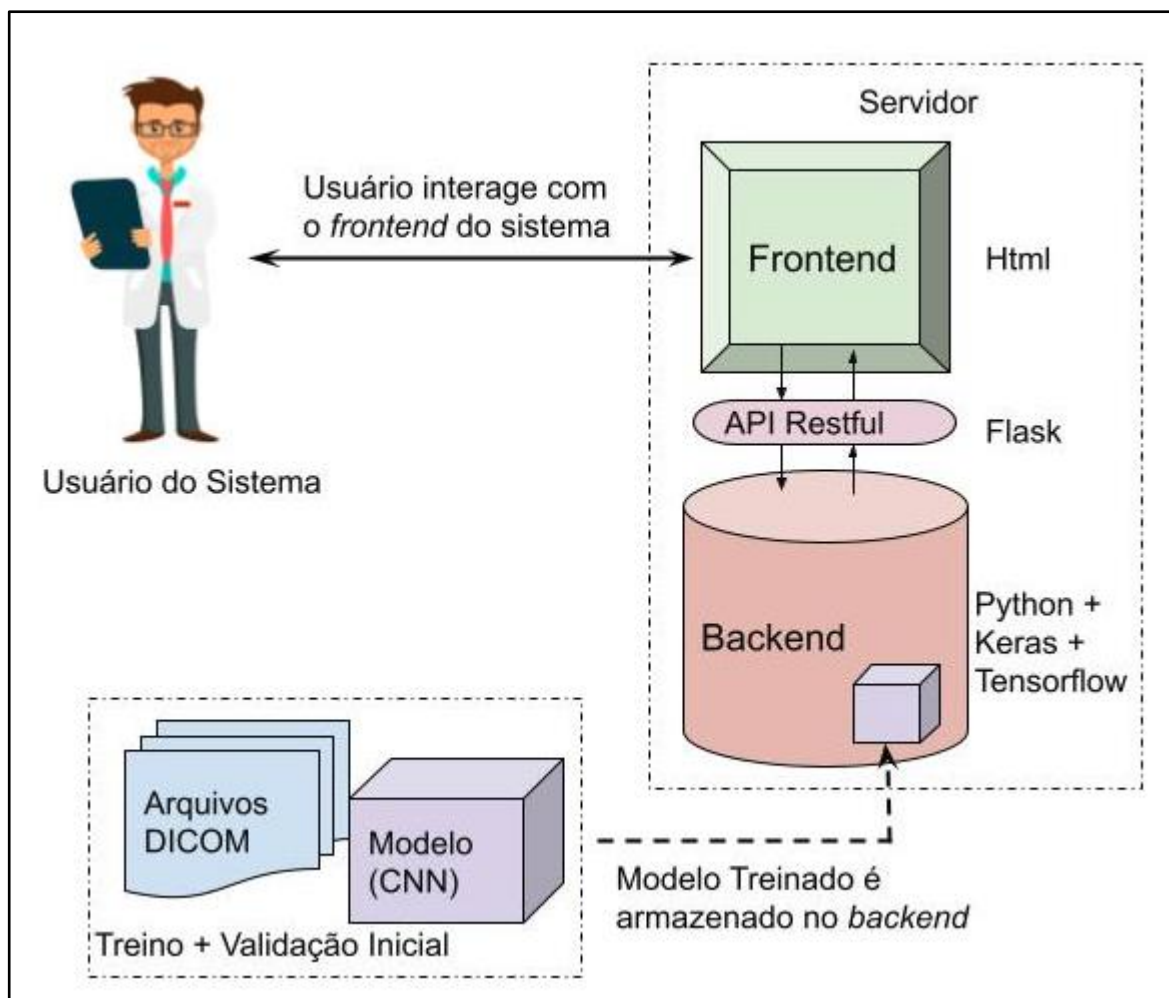 Servidor
Usuário interage com
o frontend do sistema
Frontend
Html
API Restful
Flask
Usuário do Sistema
Backend
Python +
Keras +
Tensorflow
Arquivos
DICOM
Modelo
(CNN)
Treino + Validação Inicial
Modelo Treinado é
armazenado no backend